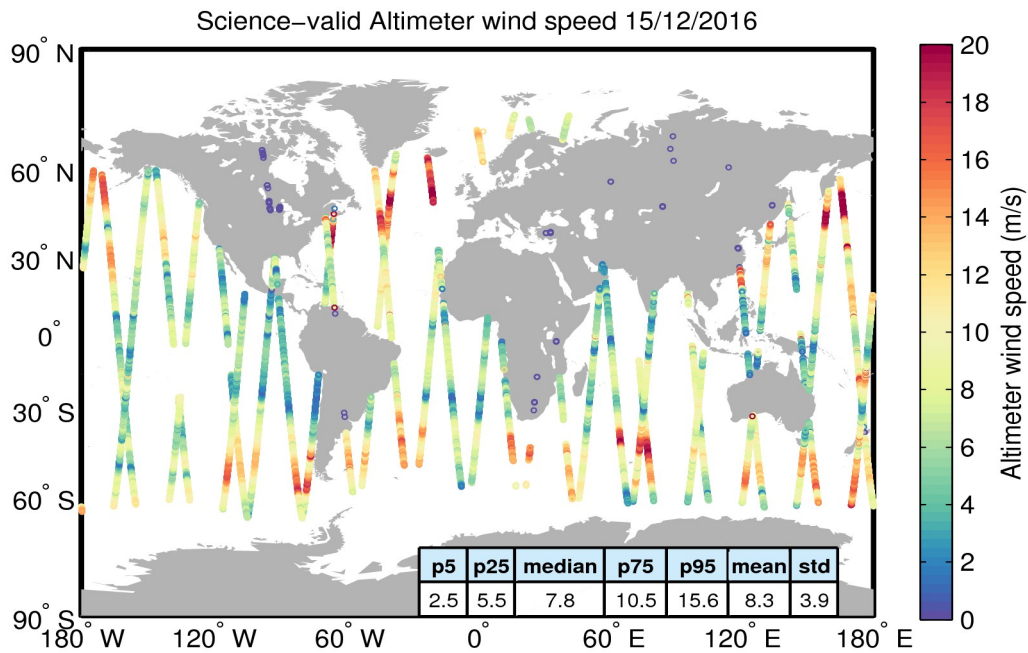 Science−valid Altimeter wind speed 15/12/2016
90° N
60° N
30° N
0°
30° S
60° S
90° S
180° W
120° W
60° W
0°
60° E
120° E
180° E
p5 p25 median p75 p95 mean std
2.5 5.5 7.8 10.5 15.6 8.3 3.9
20
18
16
14
12
10
8
6
4
2
0
Altimeter wind speed (m/s)